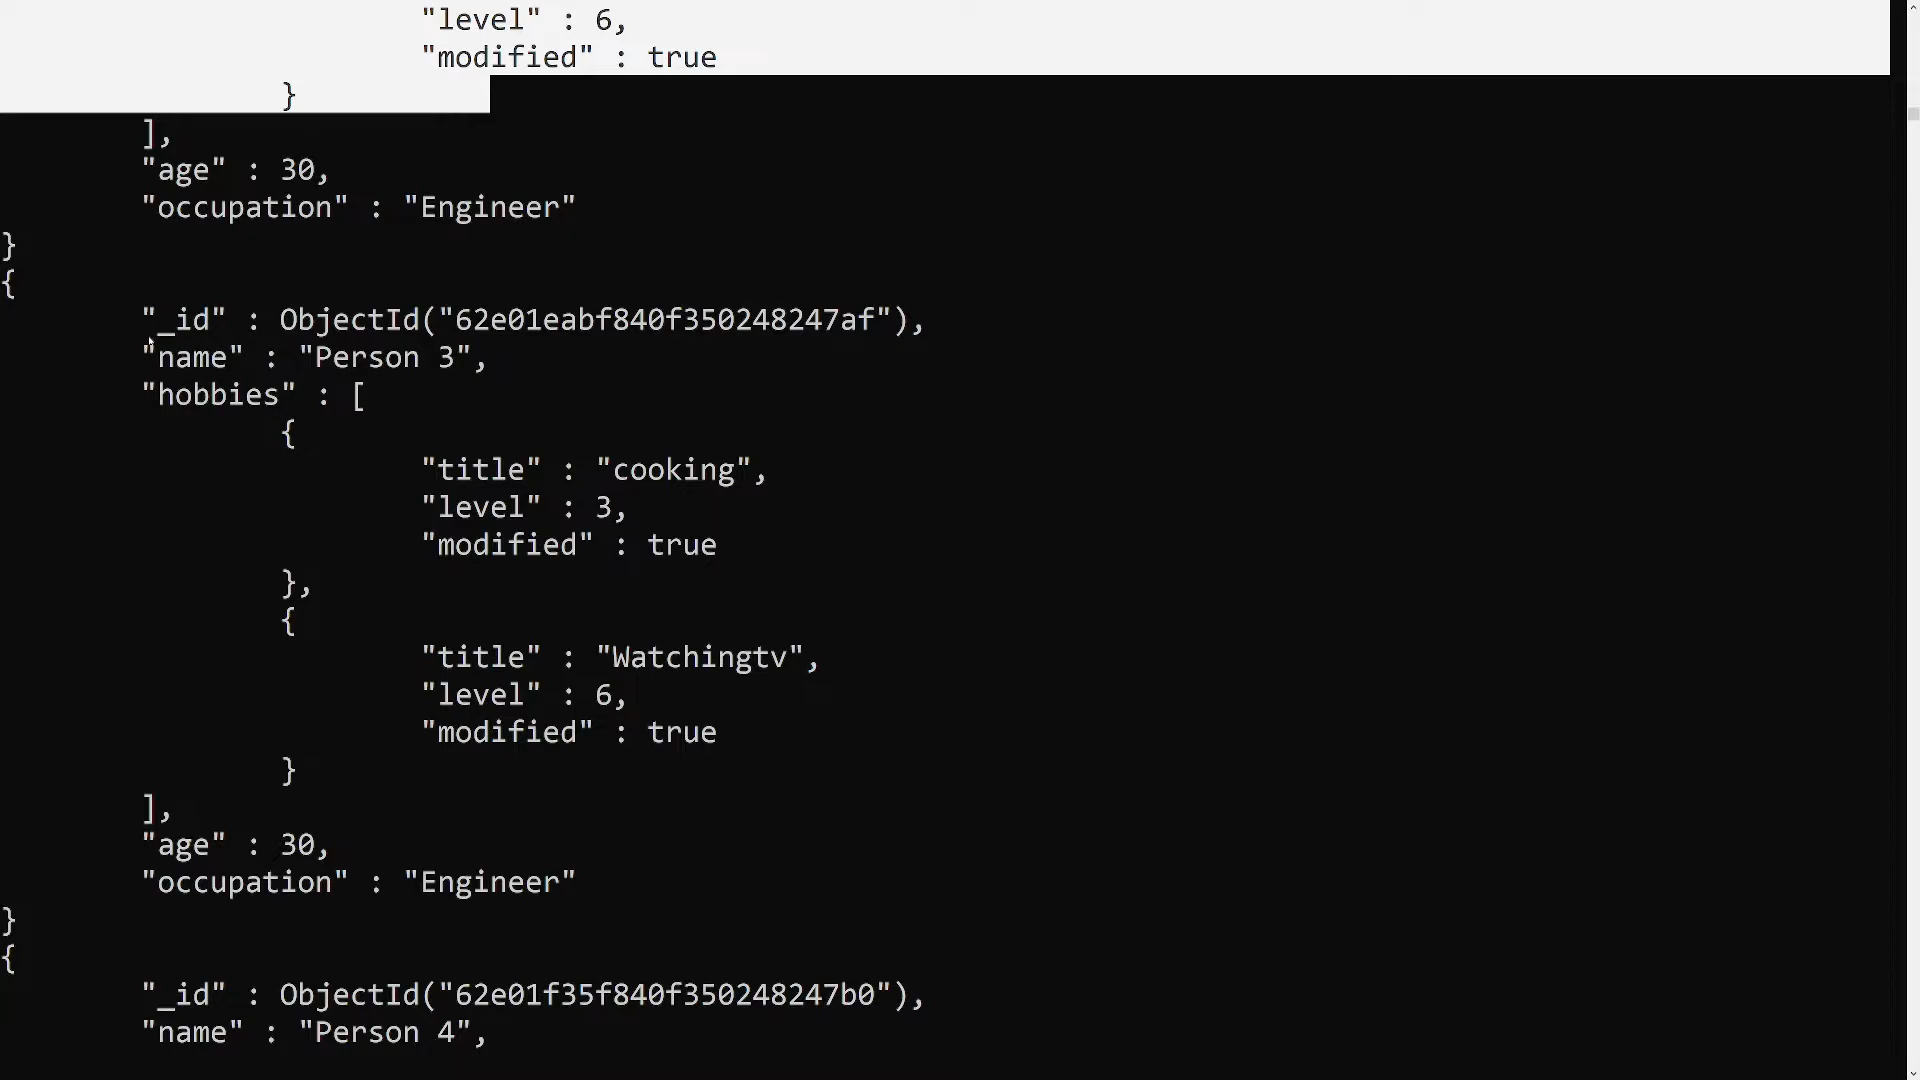 "level" : 6,
"modified" : true
}
],
"age" : 30,
"occupation" : "Engineer"
}
{
"_id" : ObjectId("62e01eabf840f350248247af"),
"name" : "Person 3",
"hobbies" : [
{
"title" : "cooking",
"level" : 3,
"modified" : true
},
{
"title" : "Watchingtv",
"level" : 6,
"modified" : true
}
],
"age" : 30,
"occupation" : "Engineer"
}
{
"_id" : ObjectId("62e01f35f840f350248247b0"),
"name" : "Person 4",